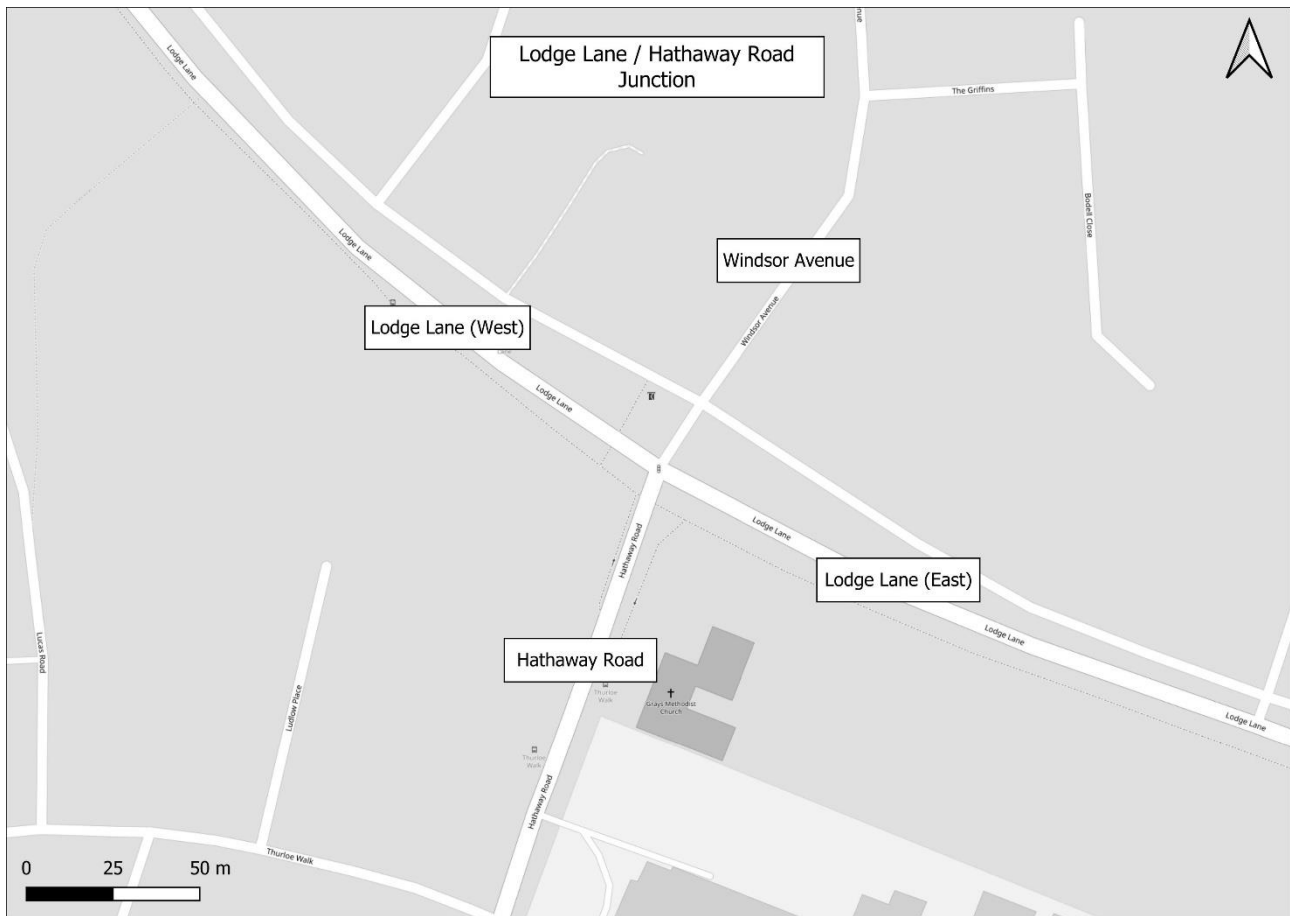 Lodge Lane
Lodge Lane / Hathaway Road
Junction
The Griffins
Bodell Close
Windsor Avenue
Lodge Lane
Lodge Lane (West)
Windsor Avenue
Lodge Lane
Lodge Lane
Hathaway Road
Lodge Lane (East)
Lucas Road
Lodge Lane
Hathaway Road
Thurloe
Walk
Grays Methodist
Church
Ludlow Place
Lodge Lane
Thurloe
Walk
Hathaway Road
Thurloe Walk
0 25 50 m